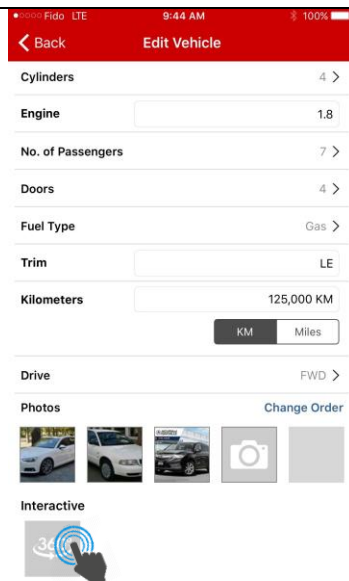 Fido LTE 9:44 AM 100%
Back Edit Vehicle
Cylinders 4
Engine 1.8
No. of Passengers 7
Doors 4
Fuel Type Gas
Trim LE
Kilometers 125,000 KM
KM Miles
Drive FWD
Photos Change Order
Interactive